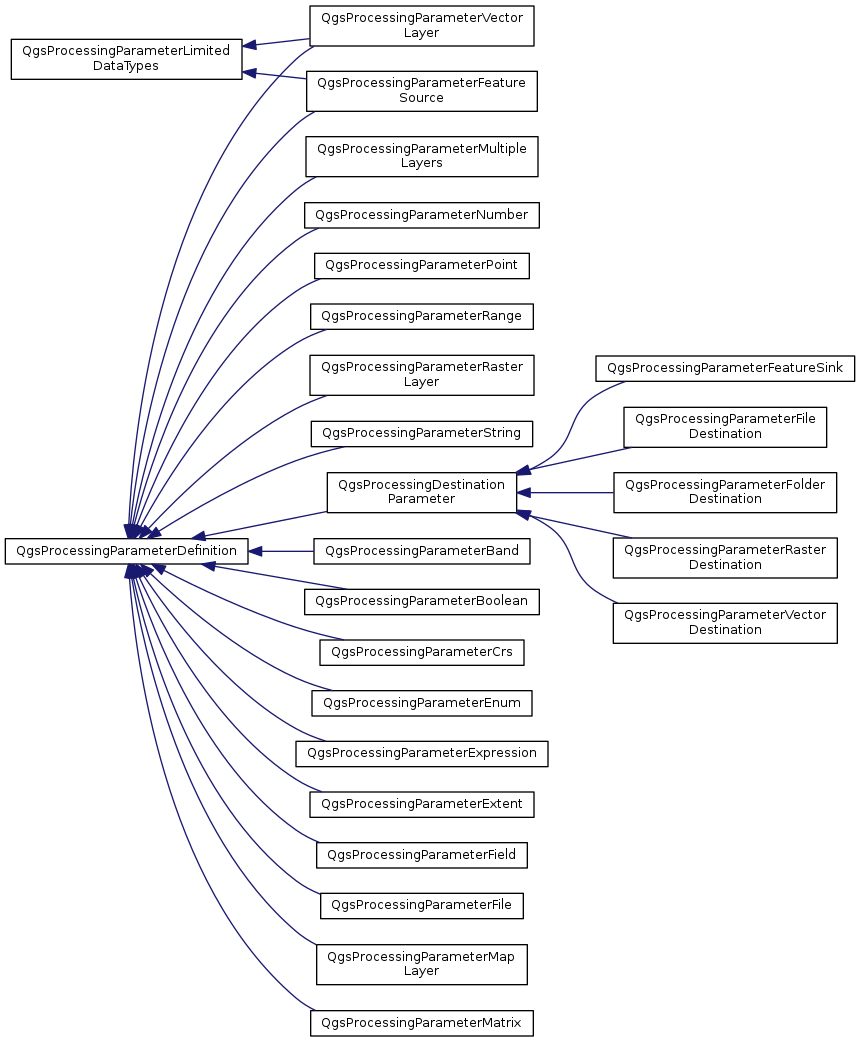 QgsProcessingParameterLimited
DataTypes
QgsProcessingParameterDefinition
QgsProcessingParameterVector
Layer
QgsProcessingParameterFeature
Source
QgsProcessingParameterMultiple
Layers
QgsProcessingParameterNumber
QgsProcessingParameterPoint
QgsProcessingParameterRange
QgsProcessingParameterRaster
Layer
QgsProcessingParameterString
QgsProcessingDestination
Parameter
QgsProcessingParameterBand
QgsProcessingParameterBoolean
QgsProcessingParameterCrs
QgsProcessingParameterEnum
QgsProcessingParameterExpression
QgsProcessingParameterExtent
QgsProcessingParameterField
QgsProcessingParameterFile
QgsProcessingParameterMap
Layer
QgsProcessingParameterMatrix
QgsProcessingParameterFeatureSink
QgsProcessingParameterFile
Destination
QgsProcessingParameterFolder
Destination
QgsProcessingParameterRaster
Destination
QgsProcessingParameterVector
Destination